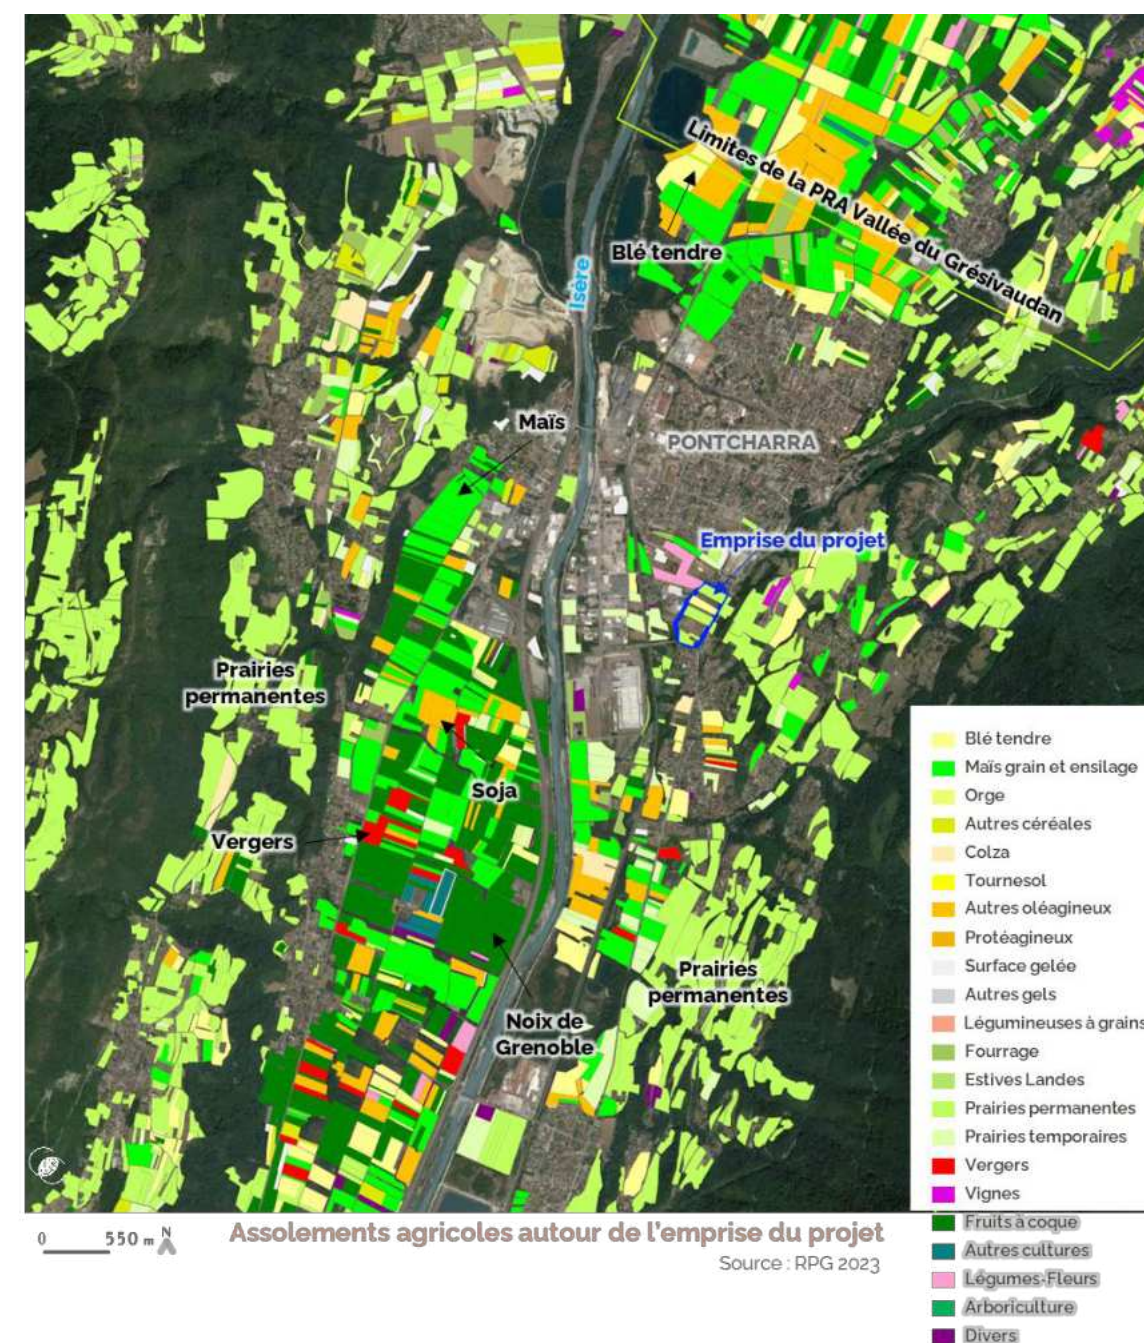 Limites de la PRA Vallée du Grésivaudan
Blé tendre
Isère
Maïs
PONTCHARRA
Emprise du projet
Prairies
permanentes
Soja
Vergers
Prairies
permanentes
Noix de
Grenoble
Blé tendre
Maïs grain et ensilage
Orge
Autres céréales
Colza
Tournesol
Autres oléagineux
Protéagineux
Surface gelée
Autres gels
Légumineuses à grains
Fourrage
Estives Landes
Prairies permanentes
Prairies temporaires
Vergers
Vignes
Fruits à coque
Autres cultures
Légumes-Fleurs
Arboriculture
Divers
0 550 m N
Assolements agricoles autour de l'emprise du projet
Source : RPG 2023